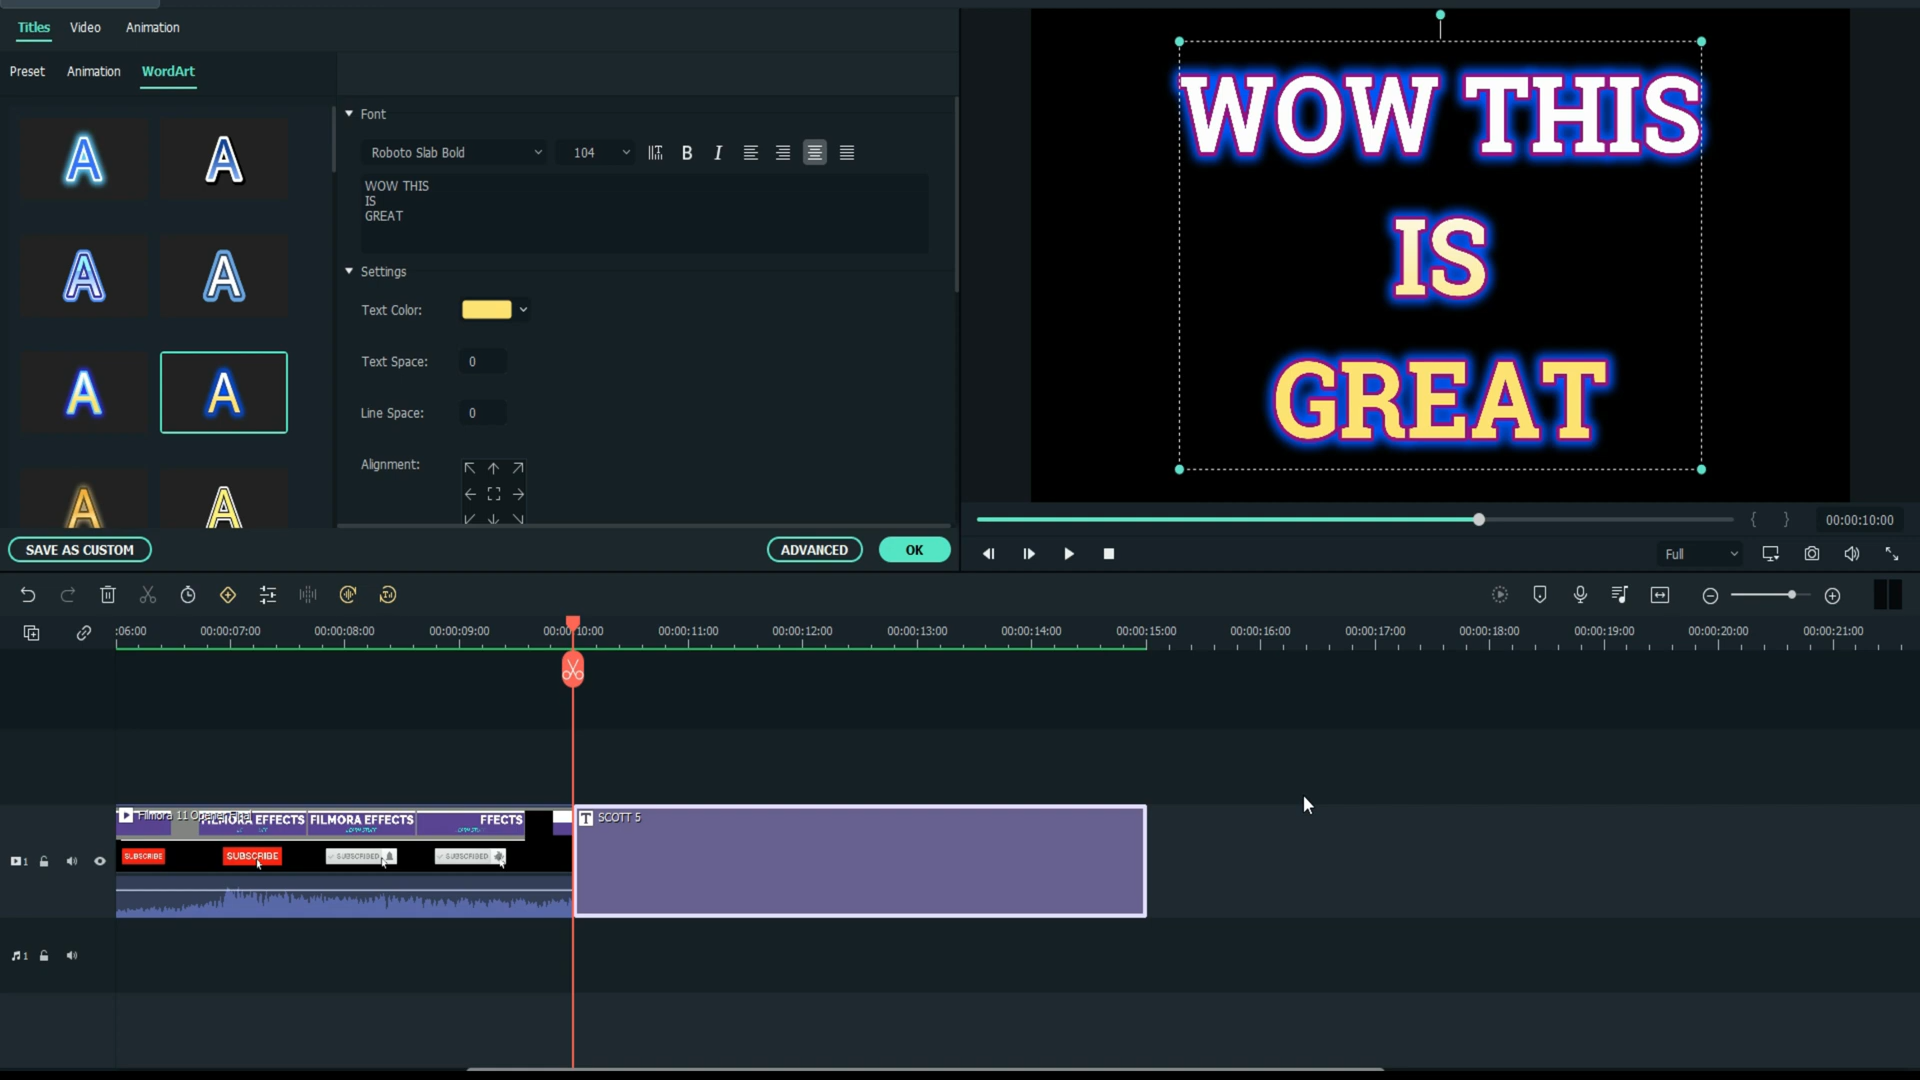 Titles Video Animation
Preset Animation WordArt
A A
A A
A A
A A
Font
Roboto Slab Bold 104 B I
WOW THIS
IS
GREAT
Settings
Text Color:
Text Space: 0
Line Space: 0
Alignment:
SAVE AS CUSTOM ADVANCED OK
WOW THIS
IS
GREAT
{ } 00:00:10:00
Full
:06:00 00:00:07:00 00:00:08:00 00:00:09:00 00:00:10:00 00:00:11:00 00:00:12:00 00:00:13:00 00:00:14:00 00:00:15:00 00:00:16:00 00:00:17:00 00:00:18:00 00:00:19:00 00:00:20:00 00:00:21:00
Filmora 11 Opener Final
FILMORA EFFECTS FILMORA EFFECTS FFECTS
SUBSCRIBE SUBSCRIBE SUBSCRIBED SUBSCRIBED
T SCOTT 5
1
1